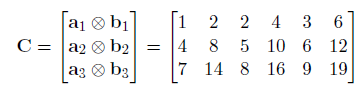 C = [a₁ ⊗ b₁; a₂ ⊗ b₂; a₃ ⊗ b₃] = [1 2 2 4 3 6; 4 8 5 10 6 12; 7 14 8 16 9 19]